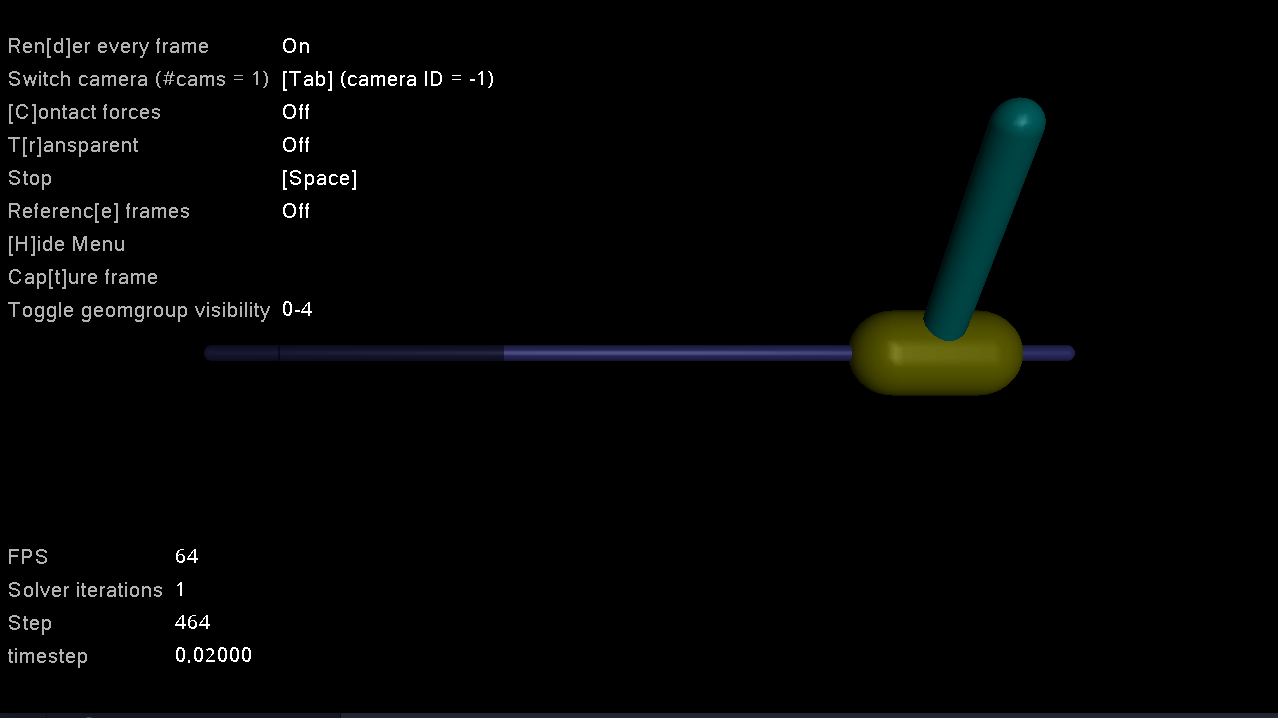 Ren[d]er every frame On
Switch camera (#cams = 1) [Tab] (camera ID = -1)
[C]ontact forces Off
T[r]ansparent Off
Stop [Space]
Referenc[e] frames Off
[H]ide Menu
Cap[t]ure frame
Toggle geomgroup visibility 0-4
FPS 64
Solver iterations 1
Step 464
timestep 0.02000